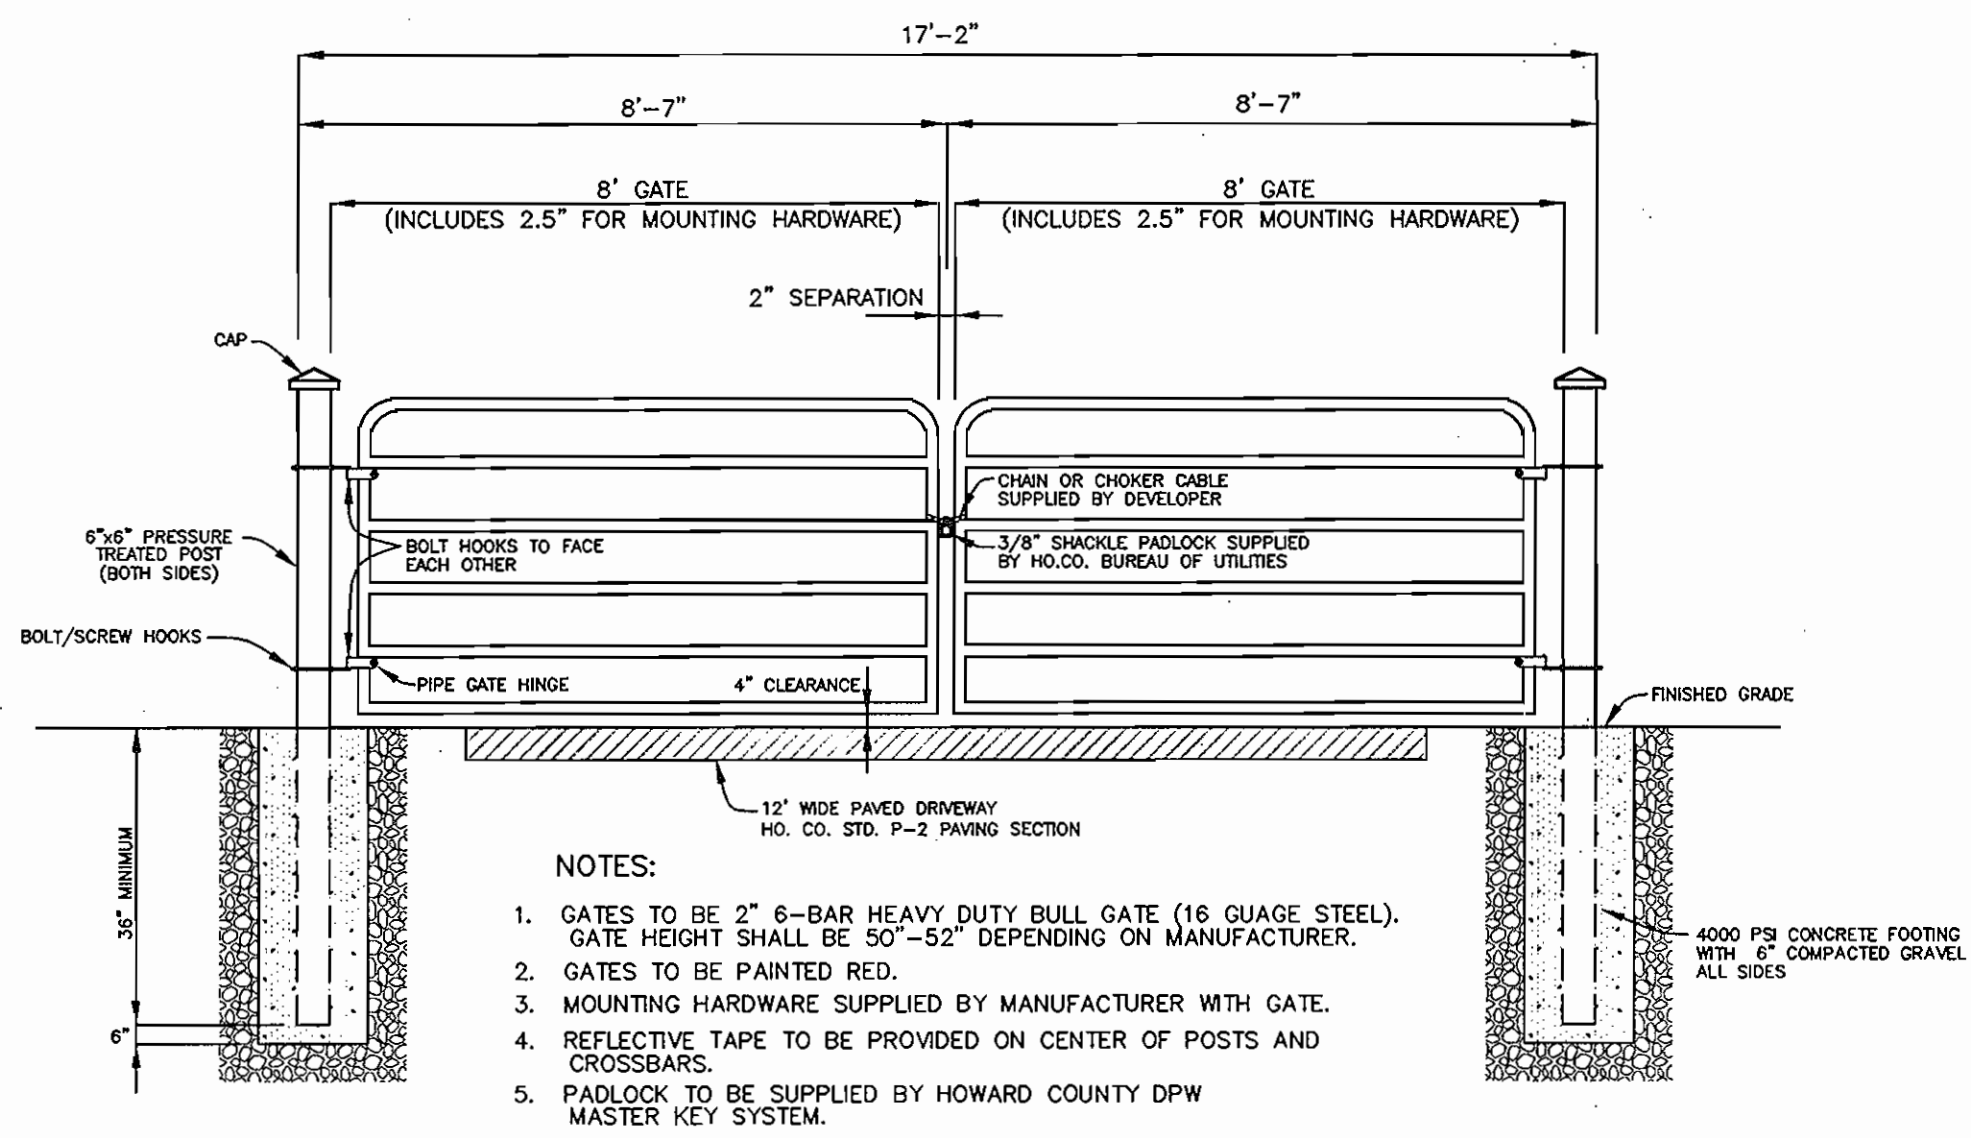 17'-2"
8'-7"
8'-7"
8' GATE
(INCLUDES 2.5" FOR MOUNTING HARDWARE)
8' GATE
(INCLUDES 2.5" FOR MOUNTING HARDWARE)
2" SEPARATION
CAP
CHAIN OR CHOKER CABLE
SUPPLIED BY DEVELOPER
6"x6" PRESSURE
TREATED POST
(BOTH SIDES)
BOLT HOOKS TO FACE
EACH OTHER
3/8" SHACKLE PADLOCK SUPPLIED
BY HO.CO. BUREAU OF UTILITIES
BOLT/SCREW HOOKS
PIPE GATE HINGE
4" CLEARANCE
FINISHED GRADE
12' WIDE PAVED DRIVEWAY
HO. CO. STD. P-2 PAVING SECTION
36" MINIMUM
6"
4000 PSI CONCRETE FOOTING
WITH 6" COMPACTED GRAVEL
ALL SIDES
NOTES:
1. GATES TO BE 2" 6-BAR HEAVY DUTY BULL GATE (16 GUAGE STEEL).
GATE HEIGHT SHALL BE 50"-52" DEPENDING ON MANUFACTURER.
2. GATES TO BE PAINTED RED.
3. MOUNTING HARDWARE SUPPLIED BY MANUFACTURER WITH GATE.
4. REFLECTIVE TAPE TO BE PROVIDED ON CENTER OF POSTS AND
CROSSBARS.
5. PADLOCK TO BE SUPPLIED BY HOWARD COUNTY DPW
MASTER KEY SYSTEM.